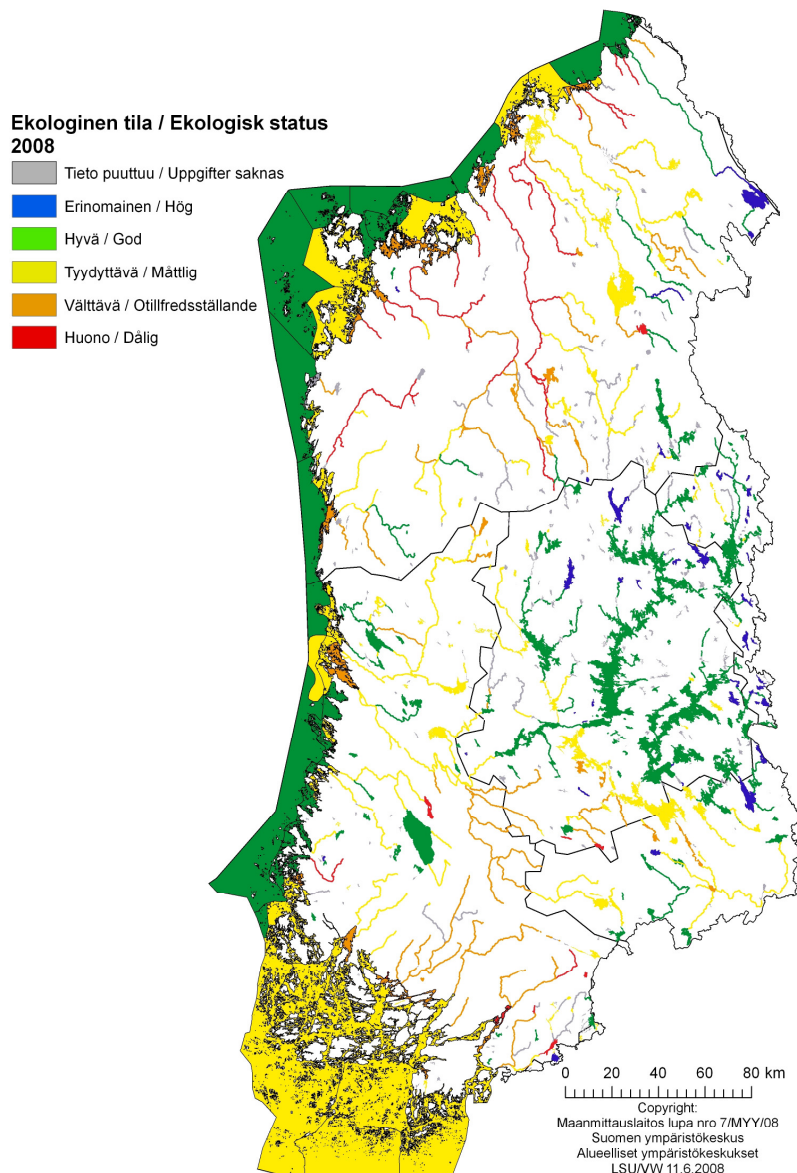 Ekologinen tila / Ekologisk status
2008
Tieto puuttuu / Uppgifter saknas
Erinomainen / Hög
Hyvä / God
Tyydyttävä / Måttlig
Välttävä / Otillfredsställande
Huono / Dålig
0 20 40 60 80 km
Copyright:
Maanmittauslaitos lupa nro 7/MYY/08
Suomen ympäristökeskus
Alueelliset ympäristökeskukset
LSU/VW 11.6.2008